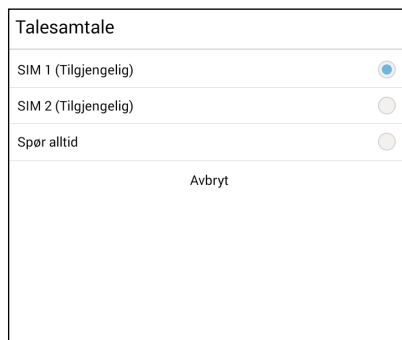 Talesamtale
SIM 1 (Tilgjengelig)
SIM 2 (Tilgjengelig)
Spør alltid
Avbryt